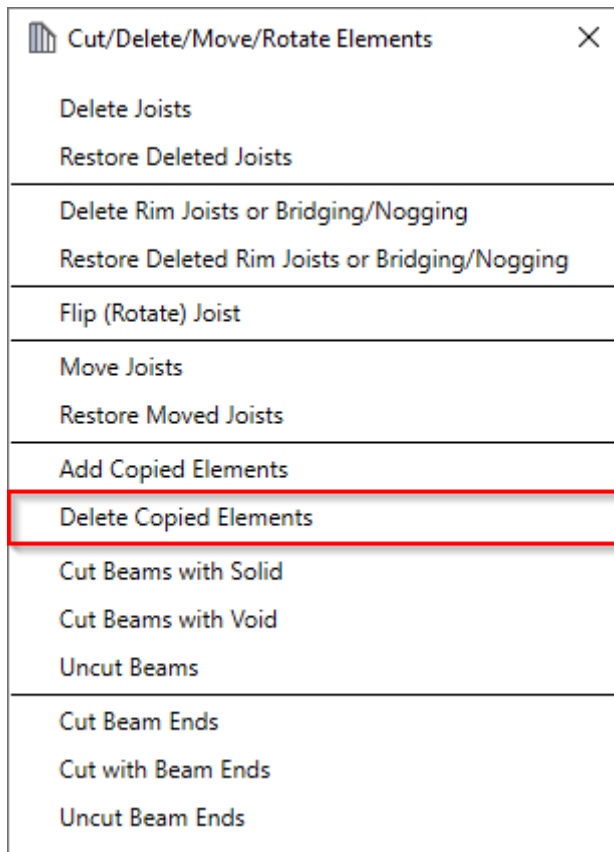 Cut/Delete/Move/Rotate Elements
Delete Joists
Restore Deleted Joists
Delete Rim Joists or Bridging/Nogging
Restore Deleted Rim Joists or Bridging/Nogging
Flip (Rotate) Joist
Move Joists
Restore Moved Joists
Add Copied Elements
Delete Copied Elements
Cut Beams with Solid
Cut Beams with Void
Uncut Beams
Cut Beam Ends
Cut with Beam Ends
Uncut Beam Ends